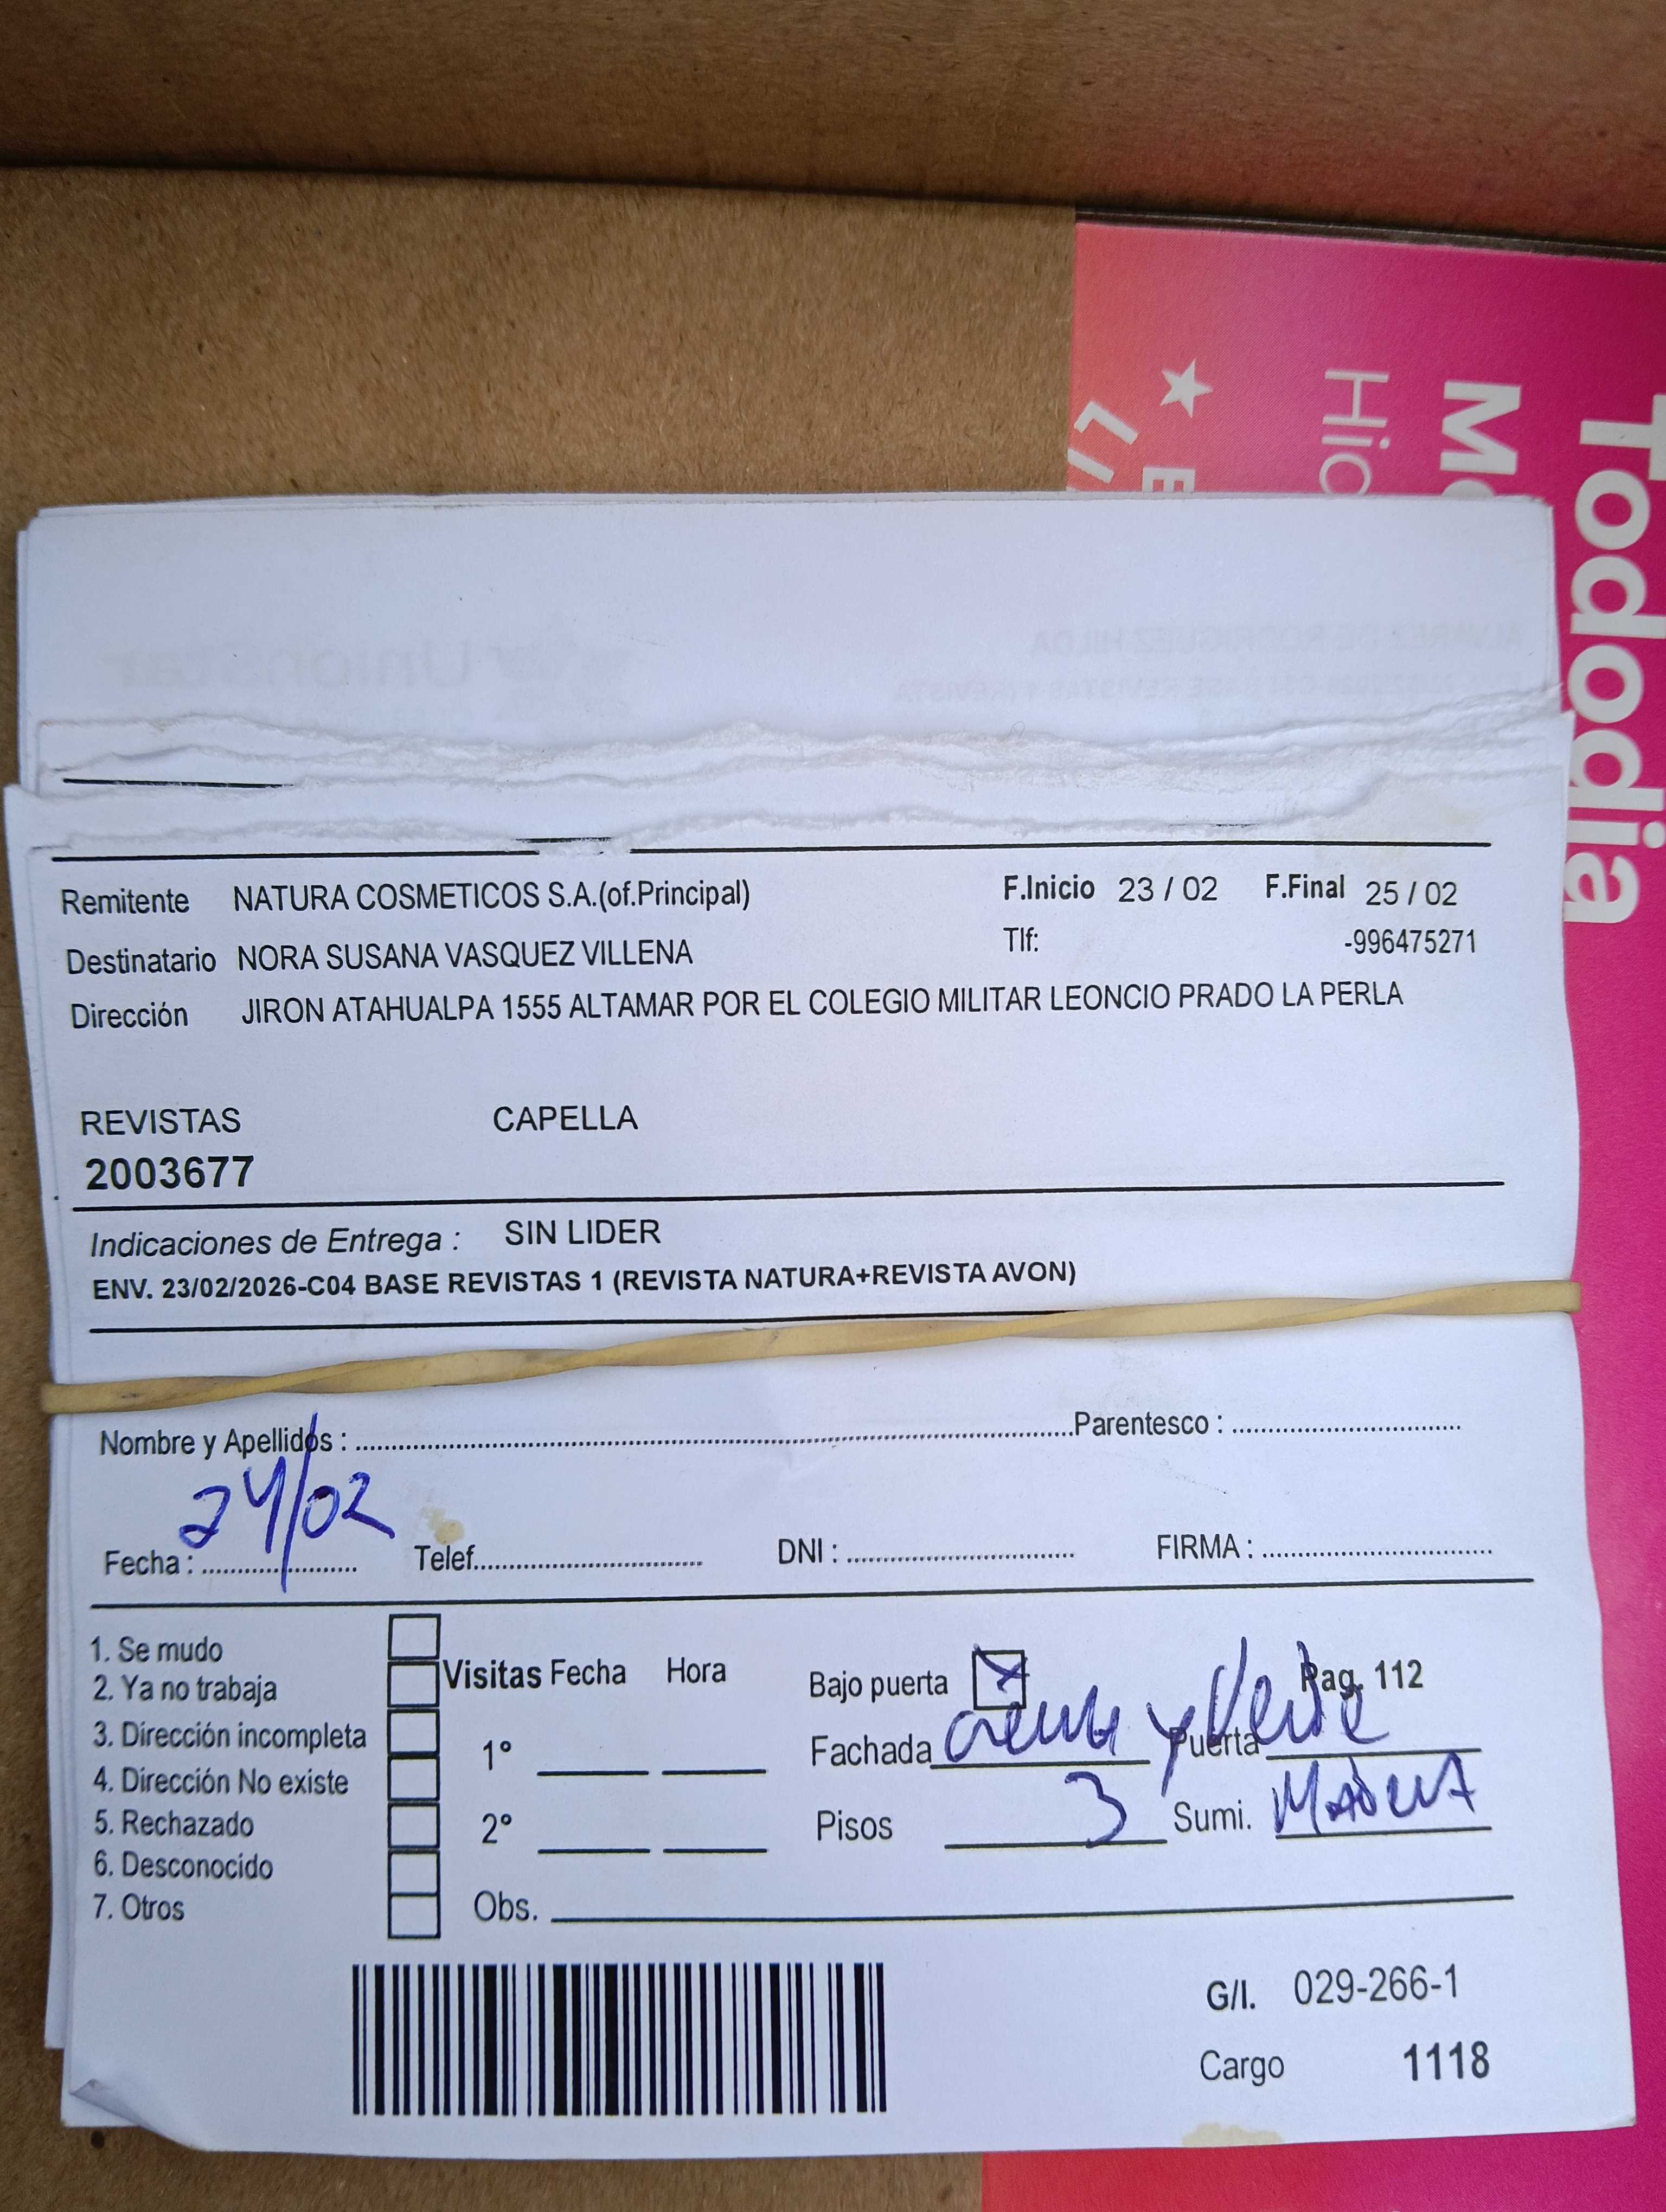 Todo dia
Mo
Hid
Remitente NATURA COSMETICOS S.A.(of.Principal) F.Inicio 23 / 02 F.Final 25 / 02
Destinatario NORA SUSANA VASQUEZ VILLENA Tlf: -996475271
Dirección JIRON ATAHUALPA 1555 ALTAMAR POR EL COLEGIO MILITAR LEONCIO PRADO LA PERLA
REVISTAS CAPELLA
2003677
Indicaciones de Entrega : SIN LIDER
ENV. 23/02/2026-C04 BASE REVISTAS 1 (REVISTA NATURA+REVISTA AVON)
Nombre y Apellidos : Parentesco :
24/02
Fecha : Telef. DNI : FIRMA :
1. Se mudo
2. Ya no trabaja
3. Dirección incompleta
4. Dirección No existe
5. Rechazado
6. Desconocido
7. Otros
Visitas Fecha Hora
1°
2°
Obs.
Bajo puerta X Pag. 112
Fachada crema y Verde Puerta
Pisos 3 Sumi. Madera
G/I. 029-266-1
Cargo 1118